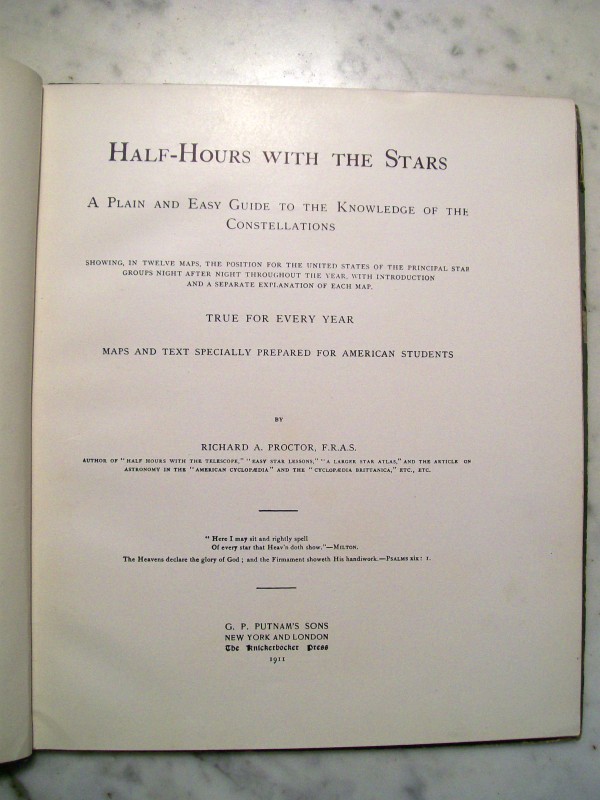 HALF-HOURS WITH THE STARS
A PLAIN AND EASY GUIDE TO THE KNOWLEDGE OF THE
CONSTELLATIONS
SHOWING, IN TWELVE MAPS, THE POSITION FOR THE UNITED STATES OF THE PRINCIPAL STAR
GROUPS NIGHT AFTER NIGHT THROUGHOUT THE YEAR, WITH INTRODUCTION
AND A SEPARATE EXPLANATION OF EACH MAP.
TRUE FOR EVERY YEAR
MAPS AND TEXT SPECIALLY PREPARED FOR AMERICAN STUDENTS
BY
RICHARD A. PROCTOR, F.R.A.S.
AUTHOR OF "HALF HOURS WITH THE TELESCOPE," "EASY STAR LESSONS," "A LARGER STAR ATLAS," AND THE ARTICLE ON
ASTRONOMY IN THE "AMERICAN CYCLOPÆDIA" AND THE "CYCLOPÆDIA BRITTANICA," ETC., ETC.
"Here I may sit and rightly spell
Of every star that Heav'n doth show."—MILTON.
The Heavens declare the glory of God; and the Firmament showeth His handiwork.—PSALMS xix: 1.
G. P. PUTNAM'S SONS
NEW YORK AND LONDON
The Knickerbocker Press
1911